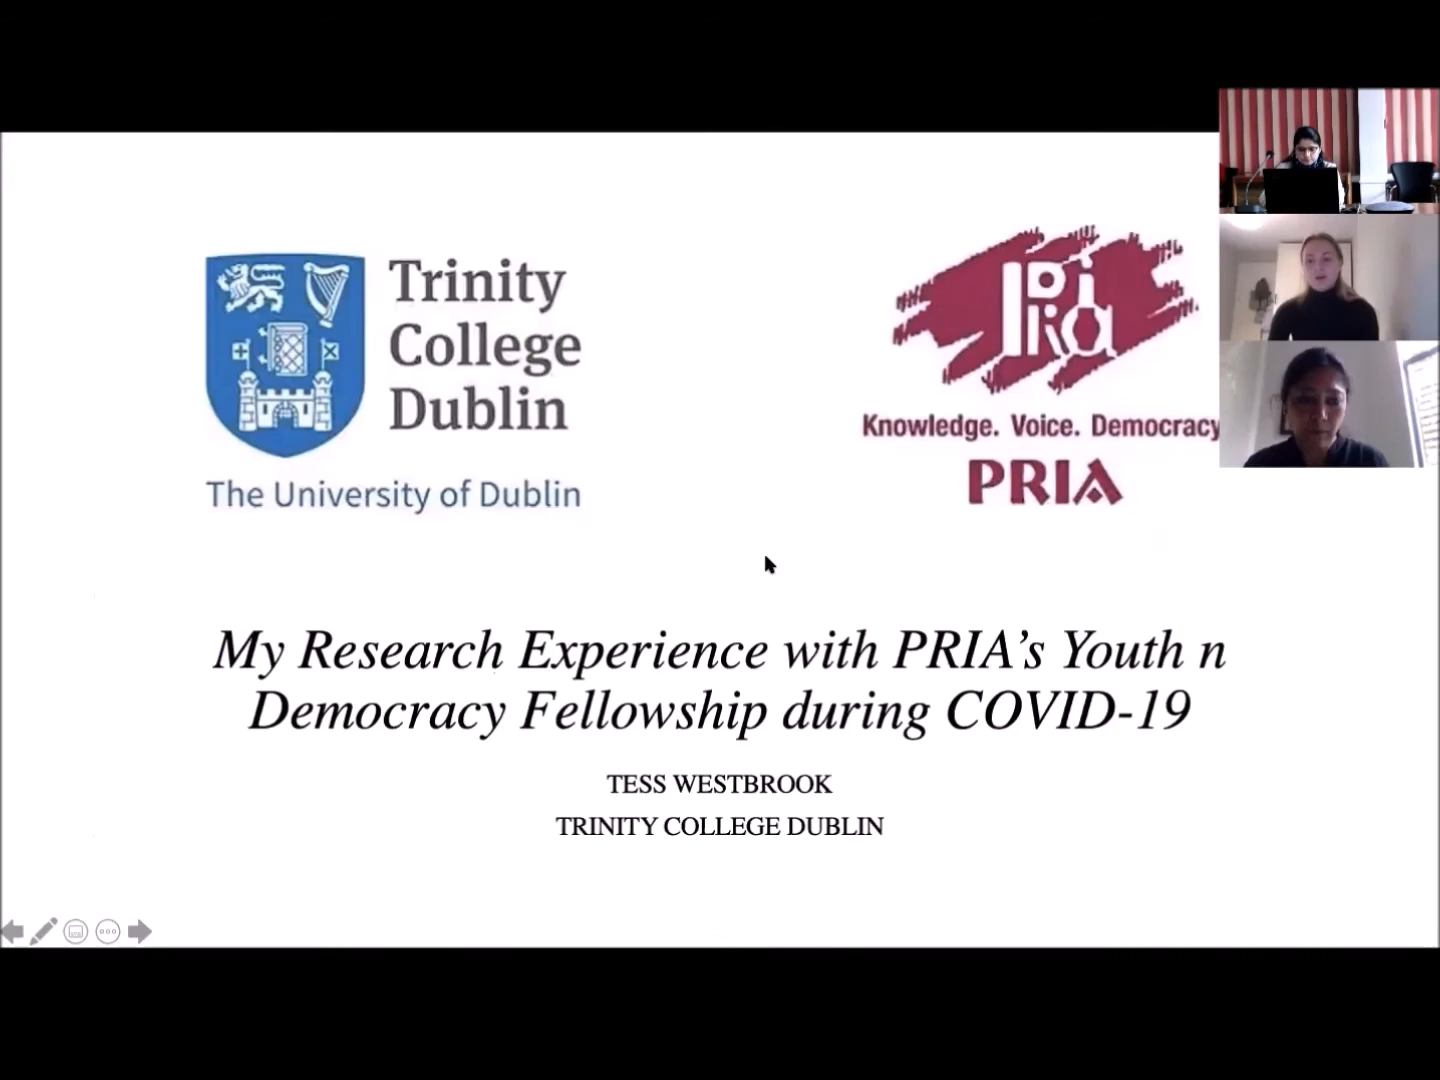 Trinity
College
Dublin
The University of Dublin
Pria
Knowledge. Voice. Democracy
PRIA
My Research Experience with PRIA's Youth n
Democracy Fellowship during COVID-19
TESS WESTBROOK
TRINITY COLLEGE DUBLIN